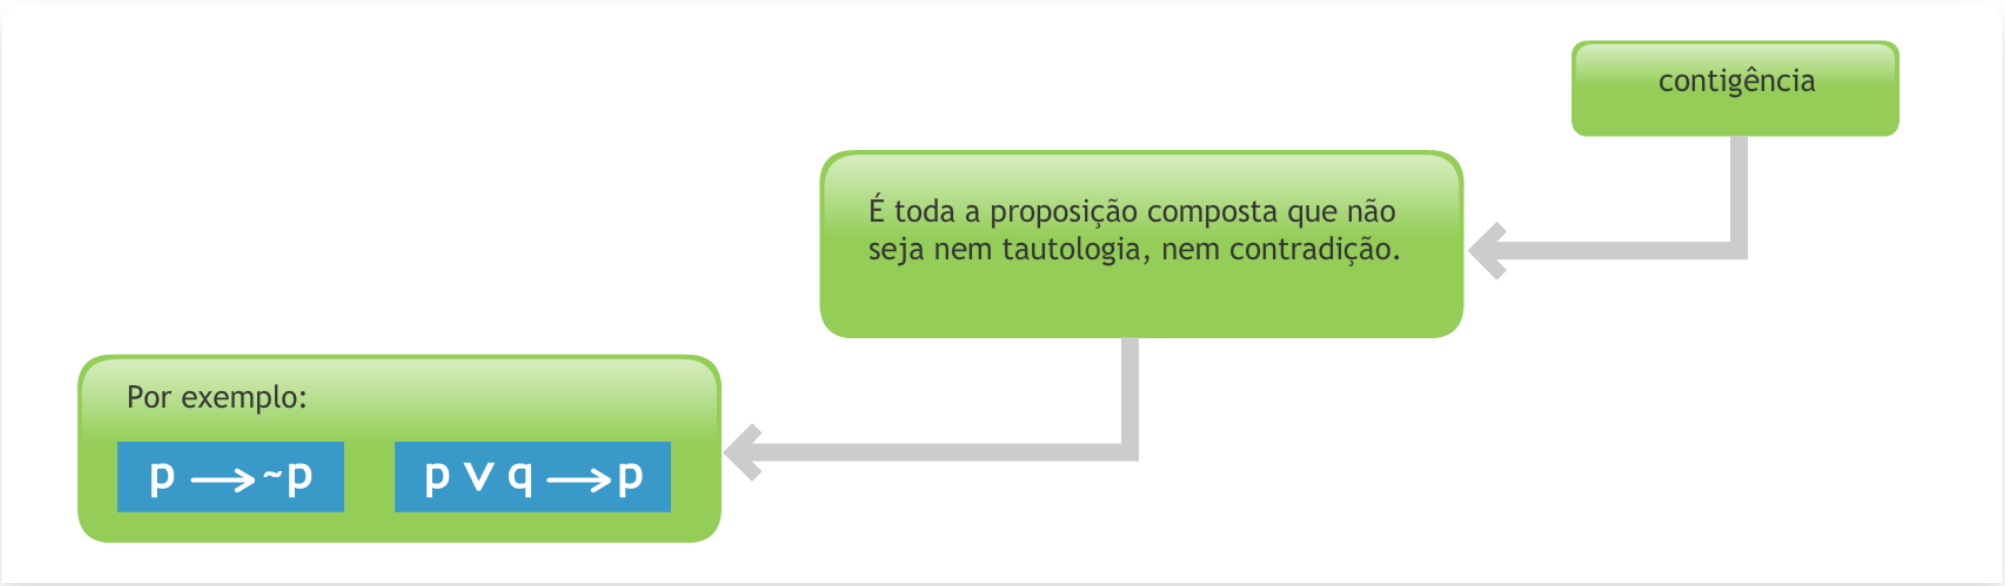 contigência
É toda a proposição composta que não
seja nem tautologia, nem contradição.
Por exemplo:
p ⟶ ~p
p ∨ q ⟶ p